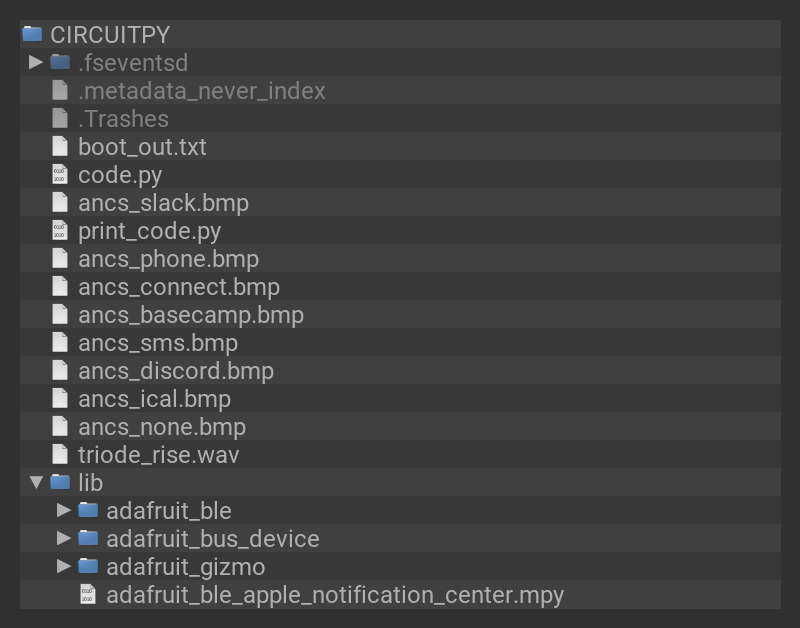 CIRCUITPY
.fseventsd
.metadata_never_index
.Trashes
boot_out.txt
code.py
ancs_slack.bmp
print_code.py
ancs_phone.bmp
ancs_connect.bmp
ancs_basecamp.bmp
ancs_sms.bmp
ancs_discord.bmp
ancs_ical.bmp
ancs_none.bmp
triode_rise.wav
lib
adafruit_ble
adafruit_bus_device
adafruit_gizmo
adafruit_ble_apple_notification_center.mpy